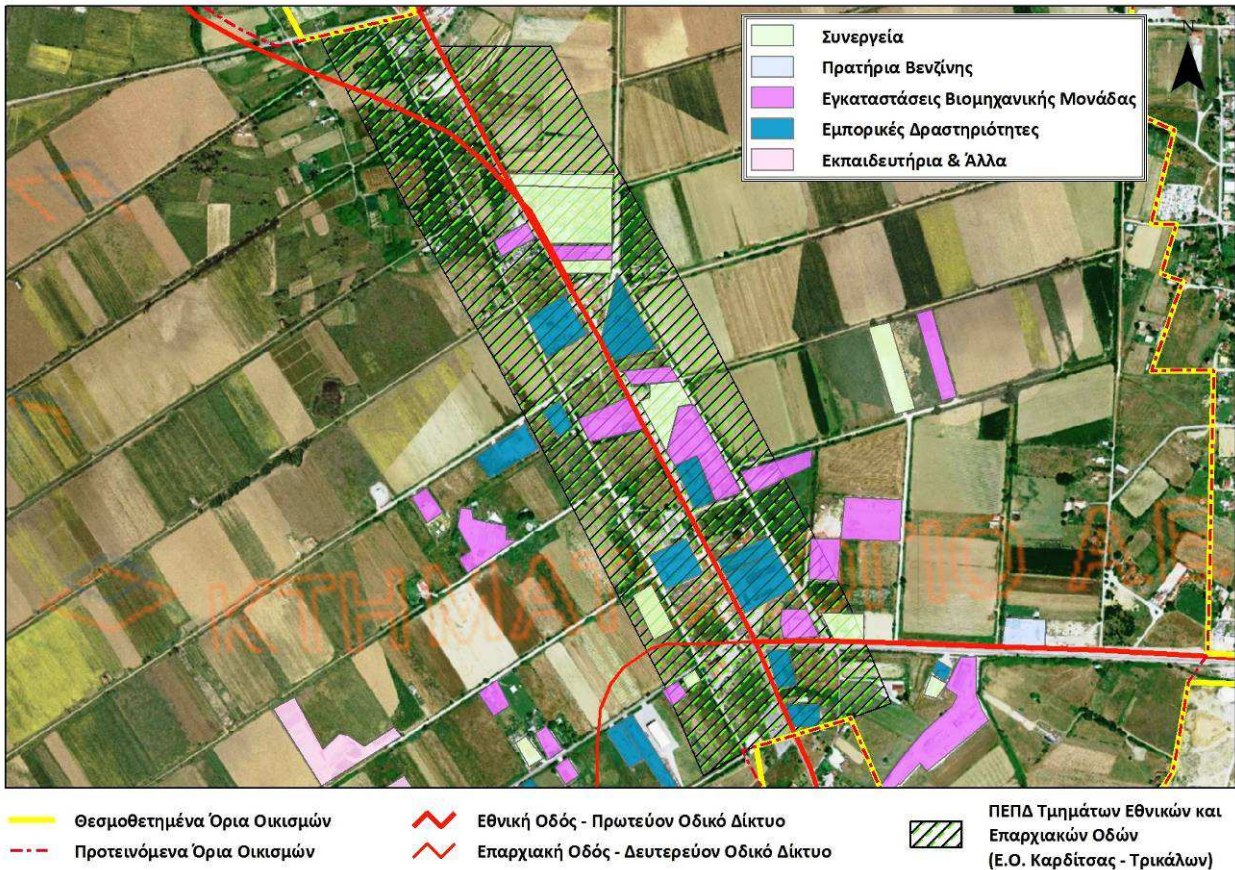 N
Συνεργεία
Πρατήρια Βενζίνης
Εγκαταστάσεις Βιομηχανικής Μονάδας
Εμπορικές Δραστηριότητες
Εκπαιδευτήρια & Άλλα
Θεσμοθετημένα Όρια Οικισμών
Προτεινόμενα Όρια Οικισμών
Εθνική Οδός - Πρωτεύον Οδικό Δίκτυο
Επαρχιακή Οδός - Δευτερεύον Οδικό Δίκτυο
ΠΕΠΔ Τμημάτων Εθνικών και
Επαρχιακών Οδών
(Ε.Ο. Καρδίτσας - Τρικάλων)